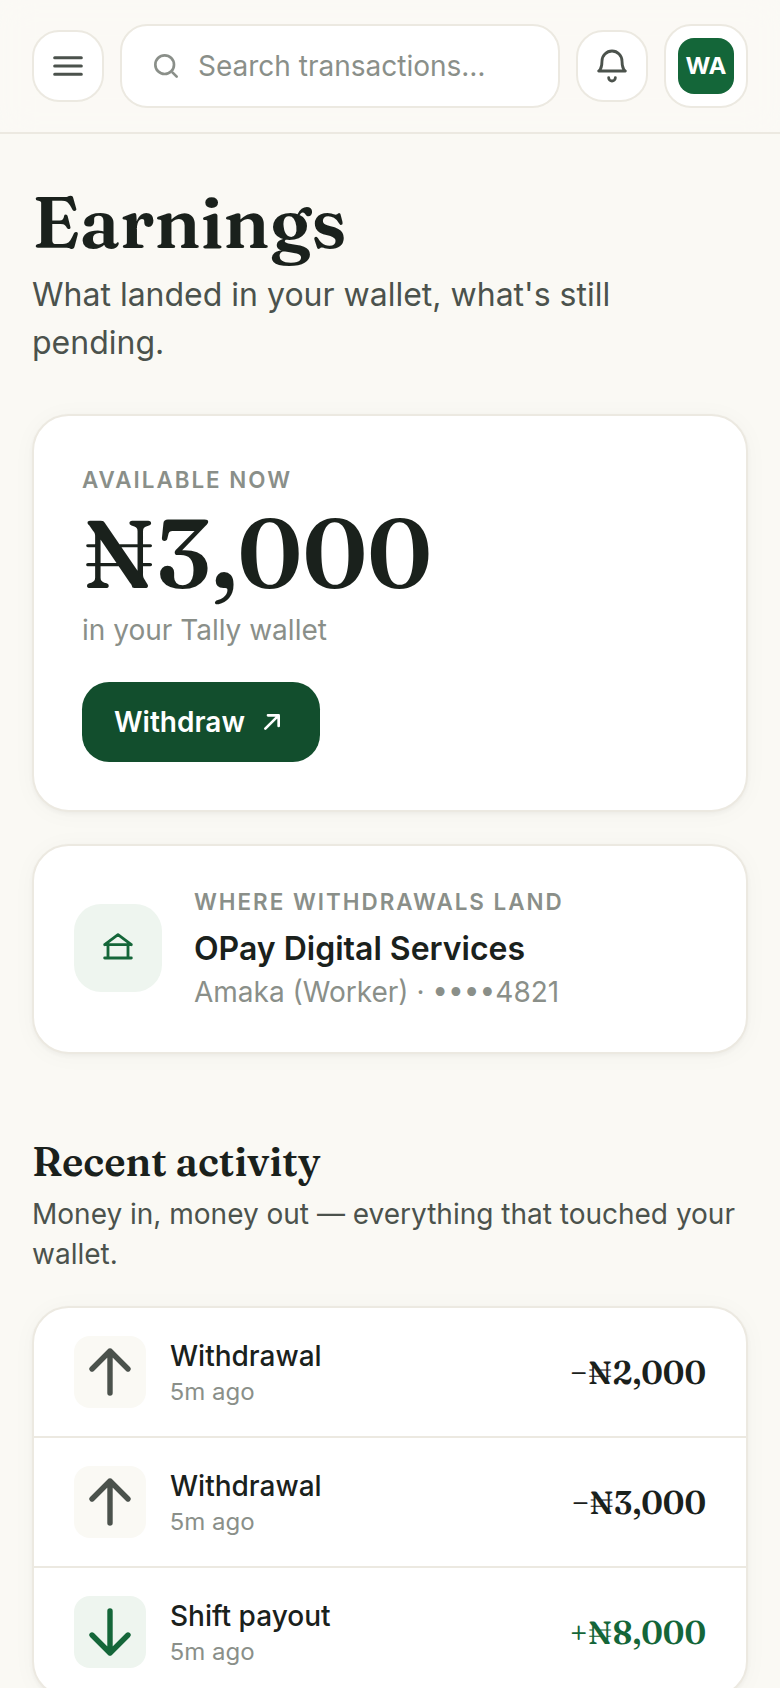 Search transactions...
WA
Earnings
What landed in your wallet, what's still
pending.
AVAILABLE NOW
₦3,000
in your Tally wallet
Withdraw
WHERE WITHDRAWALS LAND
OPay Digital Services
Amaka (Worker) · ••••4821
Recent activity
Money in, money out — everything that touched your
wallet.
Withdrawal
5m ago
−₦2,000
Withdrawal
5m ago
−₦3,000
Shift payout
5m ago
+₦8,000